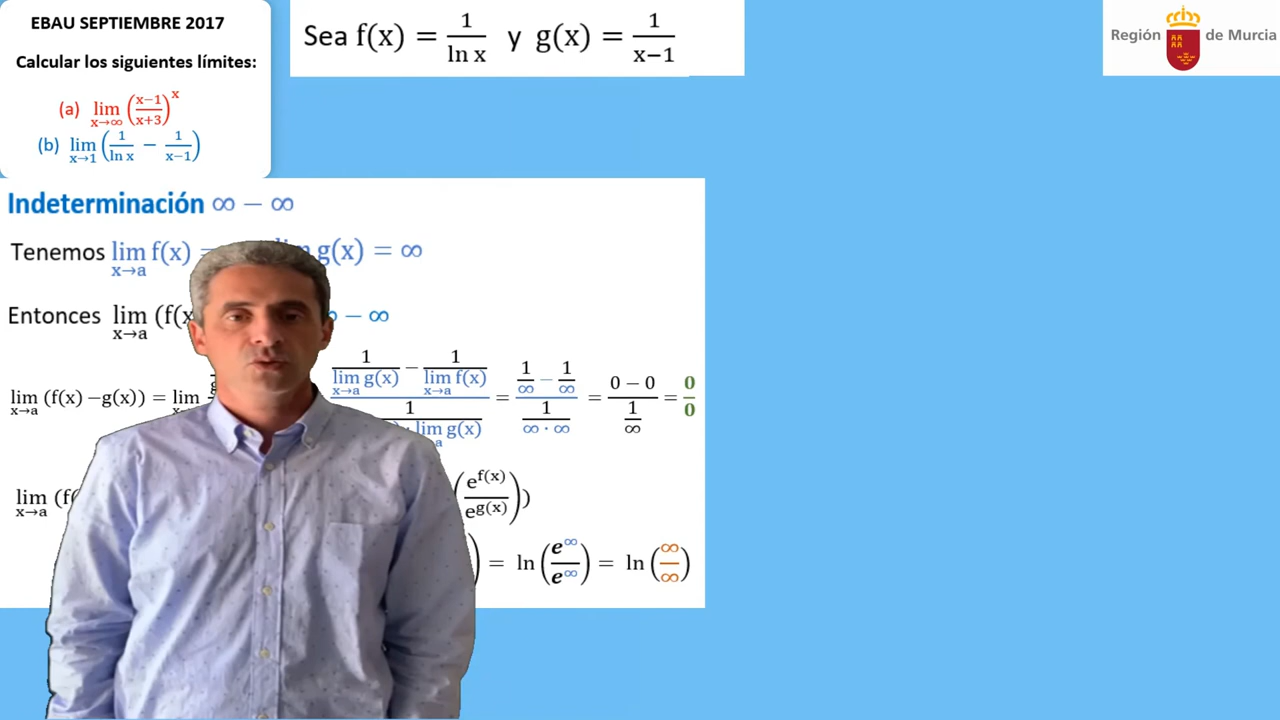 EBAU SEPTIEMBRE 2017
Calcular los siguientes límites:
(a) lim x→∞ ((x−1)/(x+3))^x
(b) lim x→1 (1/ln x − 1/(x−1))
Sea f(x) = 1/ln x y g(x) = 1/(x−1)
Región de Murcia
Indeterminación ∞ − ∞
Tenemos lim x→a f(x) = g(x) = ∞
Entonces lim x→a (f(x − ∞
lim x→a (f(x) −g(x)) = lim (1/lim x→a g(x) − 1/lim x→a f(x))/(1/ · lim g(x)) = (1/∞ − 1/∞)/(1/(∞ · ∞)) = (0 − 0)/(1/∞) = 0/0
lim x→a (f( (e^f(x)/e^g(x)))
) = ln (e^∞/e^∞) = ln (∞/∞)